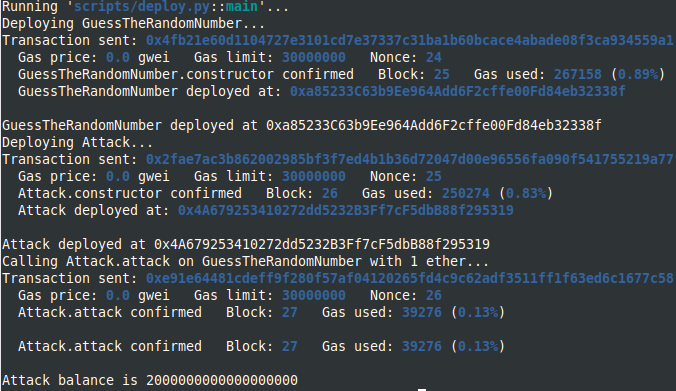 Running 'scripts/deploy.py::main'...
Deploying GuessTheRandomNumber...
Transaction sent: 0x4fb21e60d1104727e3101cd7e37337c31ba1b60bcace4abade08f3ca934559a1
Gas price: 0.0 gwei   Gas limit: 30000000   Nonce: 24
GuessTheRandomNumber.constructor confirmed   Block: 25   Gas used: 267158 (0.89%)
GuessTheRandomNumber deployed at: 0xa85233C63b9Ee964Add6F2cffe00Fd84eb32338f
GuessTheRandomNumber deployed at 0xa85233C63b9Ee964Add6F2cffe00Fd84eb32338f
Deploying Attack...
Transaction sent: 0x2fae7ac3b862002985bf3f7ed4b1b36d72047d00e96556fa090f541755219a77
Gas price: 0.0 gwei   Gas limit: 30000000   Nonce: 25
Attack.constructor confirmed   Block: 26   Gas used: 250274 (0.83%)
Attack deployed at: 0x4A679253410272dd5232B3Ff7cF5dbB88f295319
Attack deployed at 0x4A679253410272dd5232B3Ff7cF5dbB88f295319
Calling Attack.attack on GuessTheRandomNumber with 1 ether...
Transaction sent: 0xe91e64481cdeff9f280f57af04120265fd4c9c62adf3511ff1f63ed6c1677c58
Gas price: 0.0 gwei   Gas limit: 30000000   Nonce: 26
Attack.attack confirmed   Block: 27   Gas used: 39276 (0.13%)
Attack.attack confirmed   Block: 27   Gas used: 39276 (0.13%)
Attack balance is 2000000000000000000